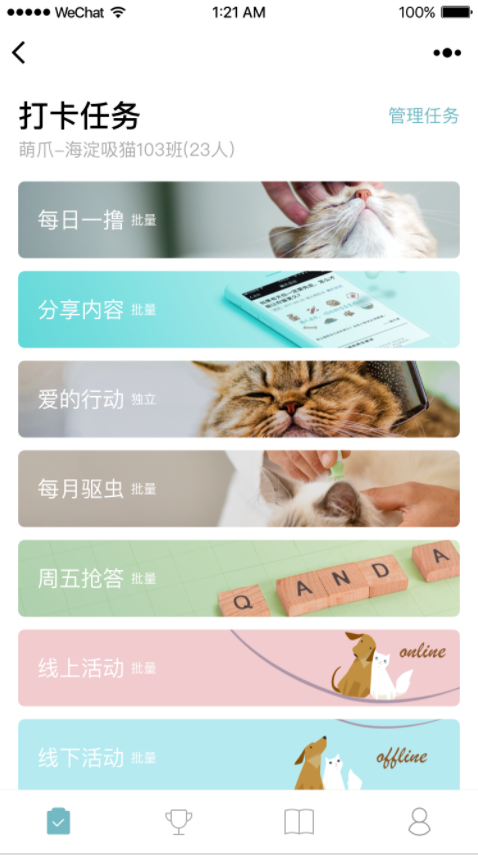 WeChat 1:21 AM 100%
打卡任务 管理任务
萌爪-海淀吸猫103班(23人)
每日一撸 批量
分享内容 批量
爱的行动 独立
每月驱虫 批量
周五抢答 批量
Q A N D A
线上活动 批量 online
线下活动 批量 offline